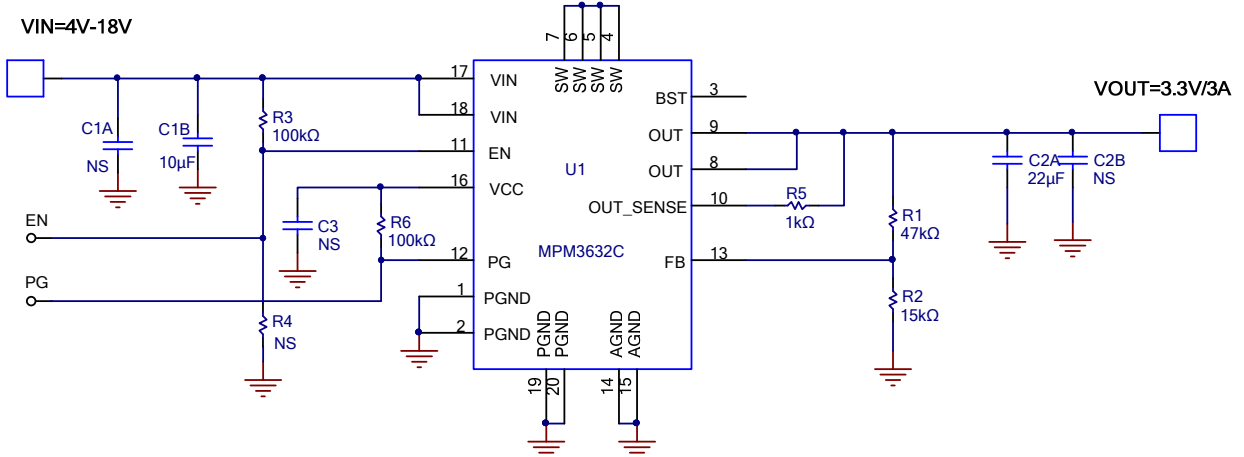 VIN=4V-18V
VOUT=3.3V/3A
7
6
5
4
SW
SW
SW
SW
17
VIN
18
VIN
11
EN
16
VCC
12
PG
1
PGND
2
PGND
3
BST
9
OUT
8
OUT
10
OUT_SENSE
13
FB
U1
MPM3632C
PGND
PGND
AGND
AGND
19
20
14
15
C1A
NS
C1B
10µF
R3
100kΩ
C3
NS
R6
100kΩ
EN
PG
R4
NS
R5
1kΩ
R1
47kΩ
R2
15kΩ
C2A
22µF
C2B
NS